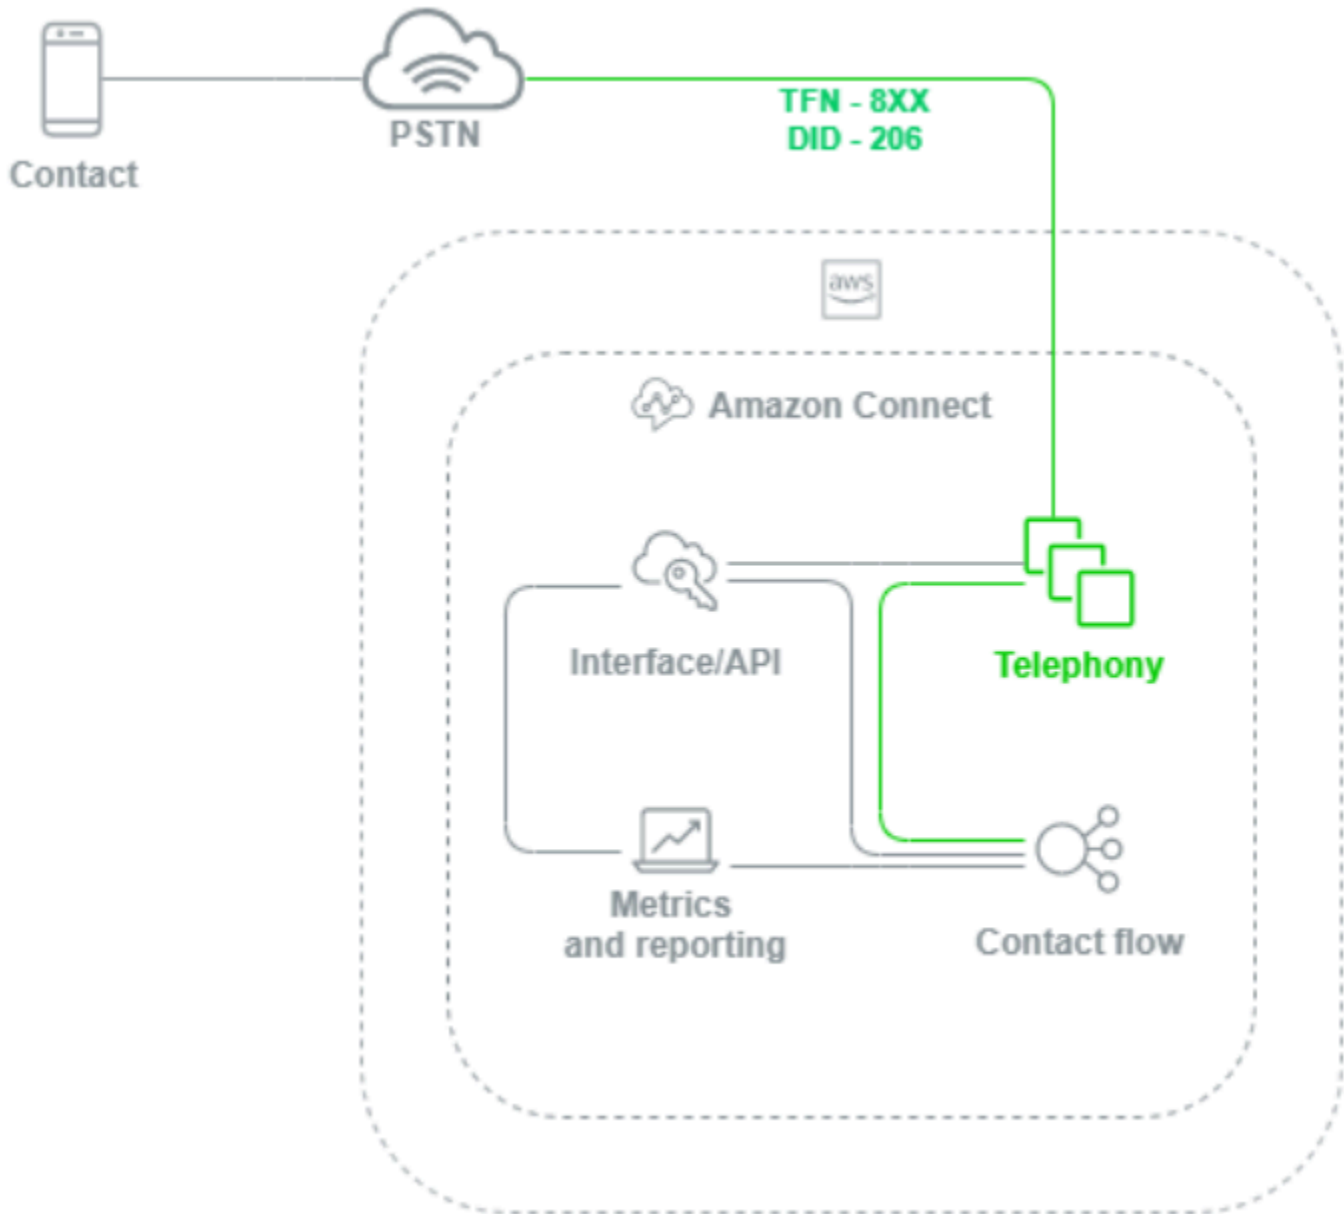 TFN - 8XX
DID - 206
PSTN
Contact
aws
Amazon Connect
Interface/API
Telephony
Metrics
and reporting
Contact flow